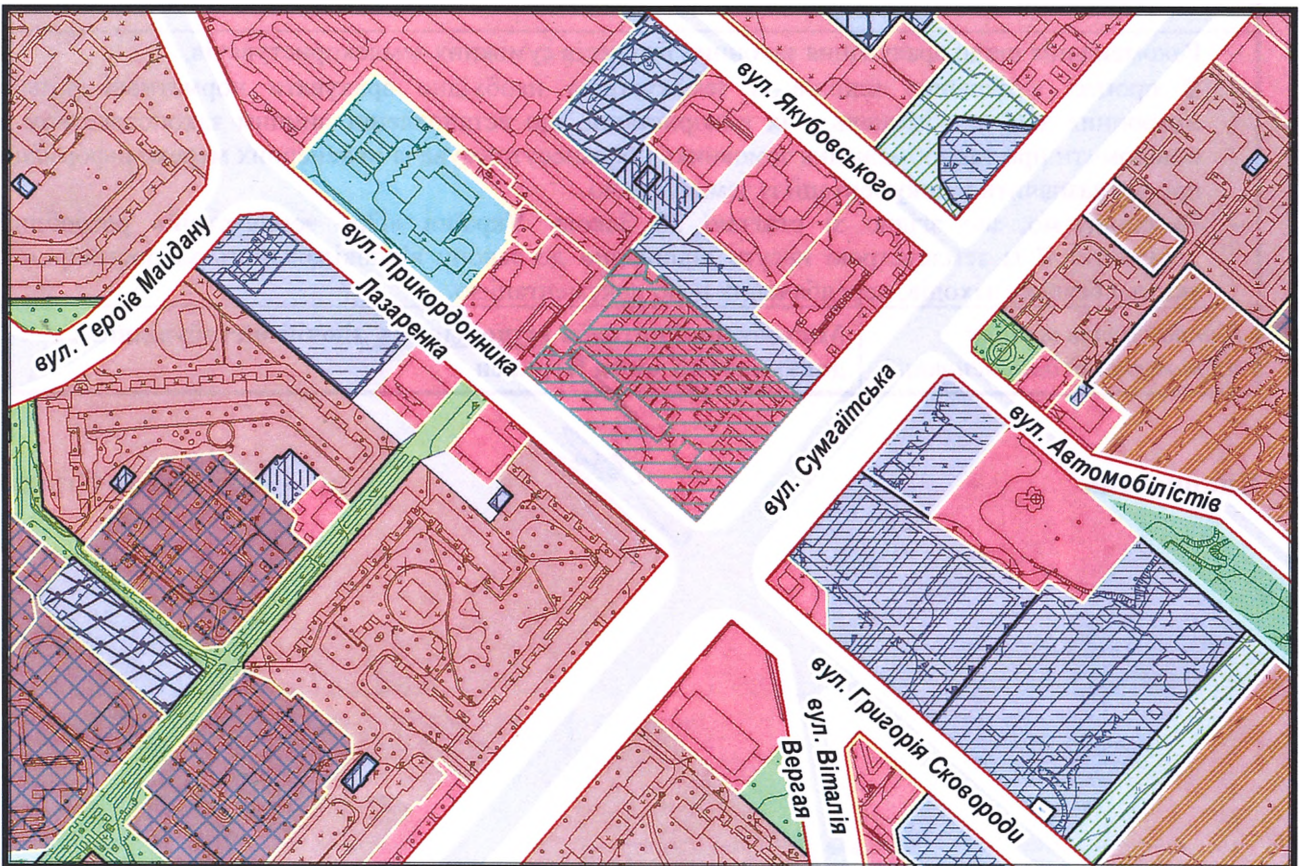 вул. Якубовського
вул. Героїв Майдану
вул. Прикордонника
Лазаренка
вул. Сумгаїтська
вул. Автомобілістів
вул. Григорія Сковороди
вул. Віталія
Вергая